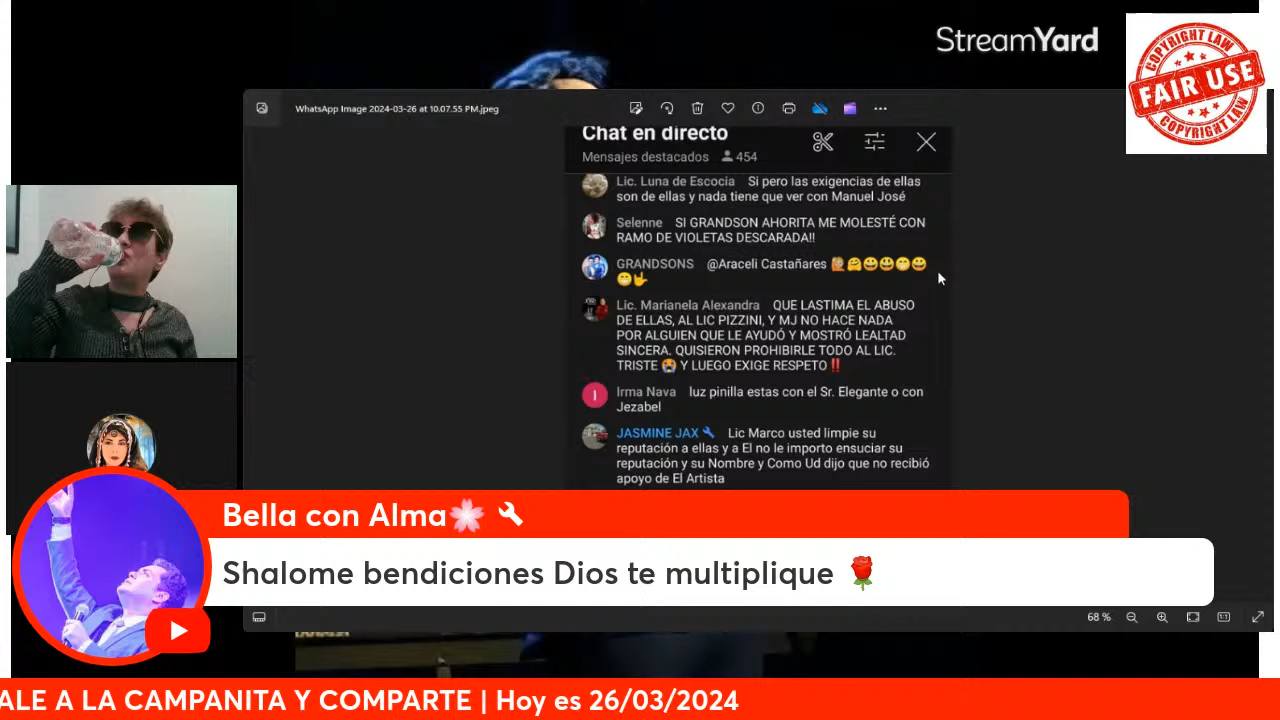 StreamYard
COPYRIGHT LAW
FAIR USE
COPYRIGHT LAW
WhatsApp Image 2024-03-26 at 10.07.55 PM.jpeg
Chat en directo
Mensajes destacados 454
Lic. Luna de Escocia Si pero las exigencias de ellas
son de ellas y nada tiene que ver con Manuel José
Selenne SI GRANDSON AHORITA ME MOLESTÉ CON
RAMO DE VIOLETAS DESCARADA!!
GRANDSONS @Araceli Castañares 🙋🏼🤗😃😃😁😀
😁🤟
Lic. Marianela Alexandra QUE LASTIMA EL ABUSO
DE ELLAS, AL LIC PIZZINI, Y MJ NO HACE NADA
POR ALGUIEN QUE LE AYUDÓ Y MOSTRÓ LEALTAD
SINCERA. QUISIERON PROHIBIRLE TODO AL LIC.
TRISTE 😭 Y LUEGO EXIGE RESPETO ‼️
I Irma Nava luz pinilla estas con el Sr. Elegante o con
Jezabel
JASMINE JAX 🔧 Lic Marco usted limpie su
reputación a ellas y a El no le importo ensuciar su
reputación y su Nombre y Como Ud dijo que no recibió
apoyo de El Artista
Bella con Alma🌸 🔧
Shalome bendiciones Dios te multiplique 🌹
68 %
ALE A LA CAMPANITA Y COMPARTE | Hoy es 26/03/2024